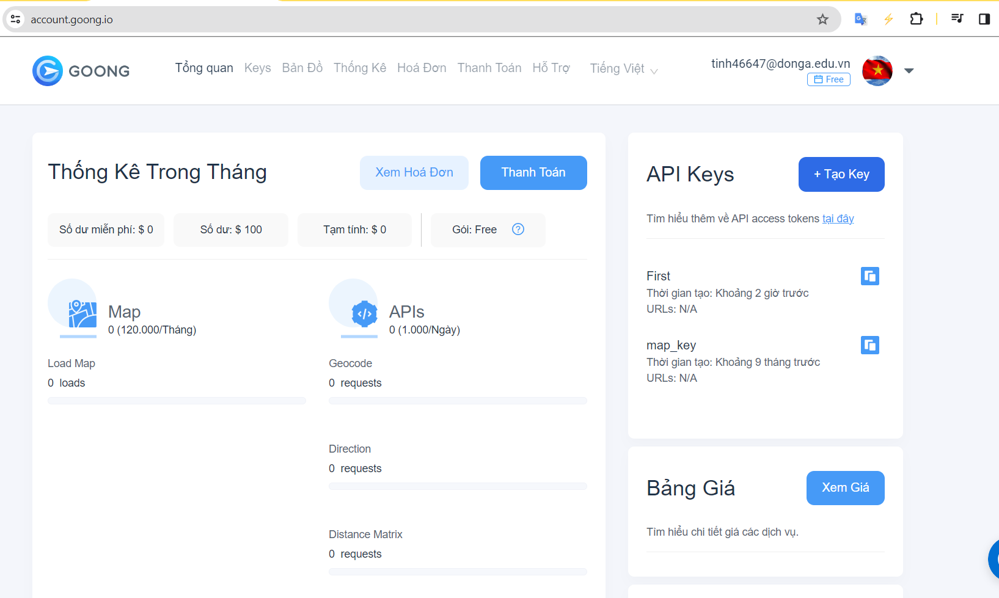 account.goong.io
GOONG
Tổng quan Keys Bản Đồ Thống Kê Hoá Đơn Thanh Toán Hỗ Trợ Tiếng Việt
tinh46647@donga.edu.vn
Free
Thống Kê Trong Tháng
Xem Hoá Đơn
Thanh Toán
Số dư miễn phí: $ 0
Số dư: $ 100
Tạm tính: $ 0
Gói: Free
Map
0 (120.000/Tháng)
Load Map
0 loads
APIs
0 (1.000/Ngày)
Geocode
0 requests
Direction
0 requests
Distance Matrix
0 requests
API Keys
+ Tạo Key
Tìm hiểu thêm về API access tokens tại đây
First
Thời gian tạo: Khoảng 2 giờ trước
URLs: N/A
map_key
Thời gian tạo: Khoảng 9 tháng trước
URLs: N/A
Bảng Giá
Xem Giá
Tìm hiểu chi tiết giá các dịch vụ.